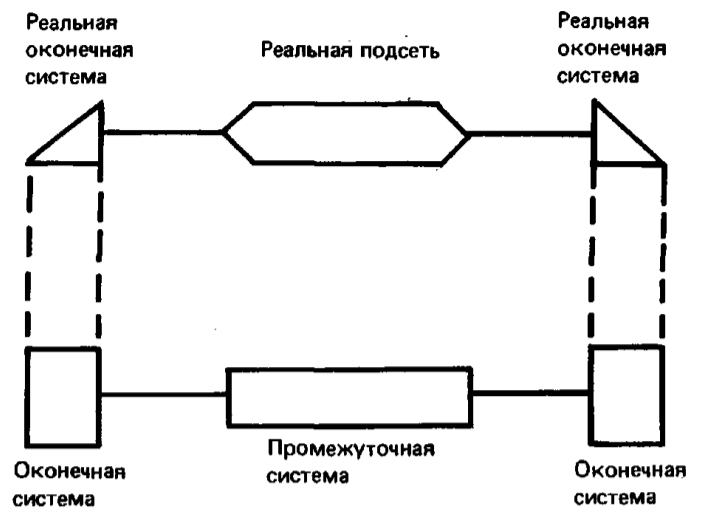 Реальная
оконечная
система
Реальная подсеть
Реальная
оконечная
система
Оконечная
система
Промежуточная
система
Оконечная
система